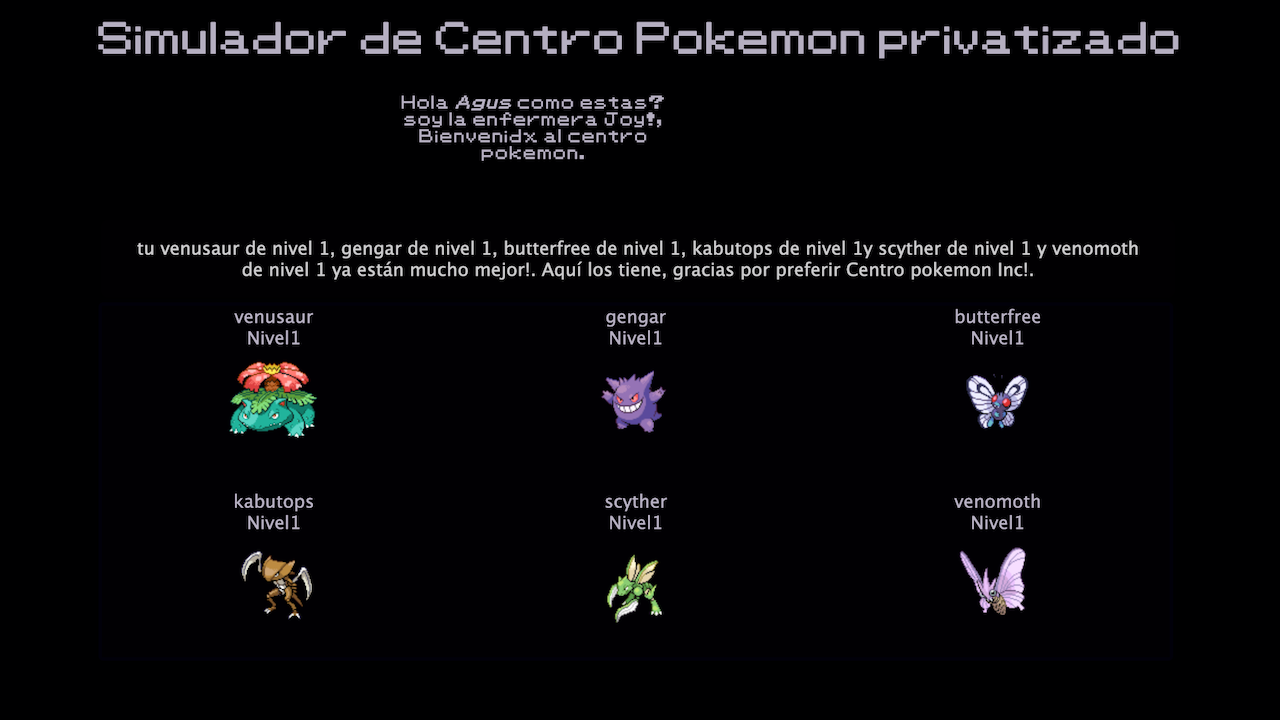 Simulador de Centro Pokemon privatizado
Hola Agus como estas?
soy la enfermera Joy!,
Bienvenidx al centro
pokemon.
tu venusaur de nivel 1, gengar de nivel 1, butterfree de nivel 1, kabutops de nivel 1y scyther de nivel 1 y venomoth
de nivel 1 ya están mucho mejor!. Aquí los tiene, gracias por preferir Centro pokemon Inc!.
venusaur
Nivel1
gengar
Nivel1
butterfree
Nivel1
kabutops
Nivel1
scyther
Nivel1
venomoth
Nivel1